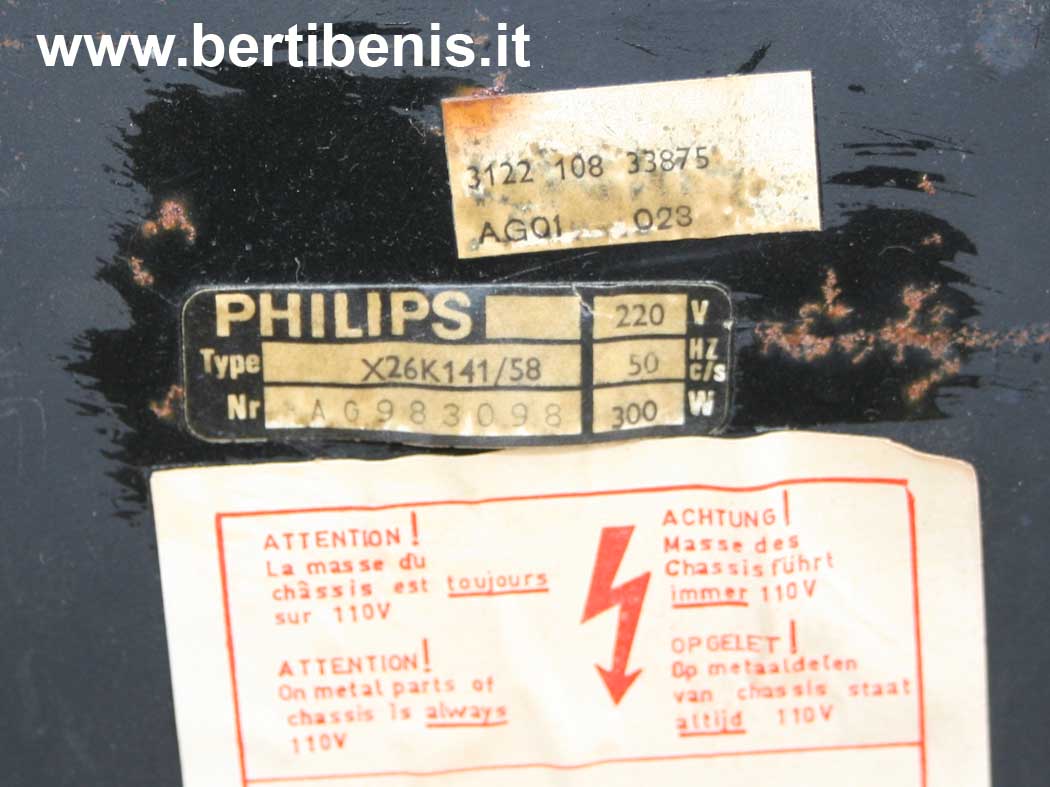 www.bertibenis.it
3122 108 33875
AG01 028
PHILIPS 220 V
Type X26K141/58 50 HZ c/s
Nr AG983098 300 W
ATTENTION!
La masse du
châssis est toujours
sur 110V
ACHTUNG!
Masse des
Chassis führt
immer 110V
ATTENTION!
On metal parts of
chassis is always
110V
OPGELET!
Op metaaldelen
van chassis staat
altijd 110V